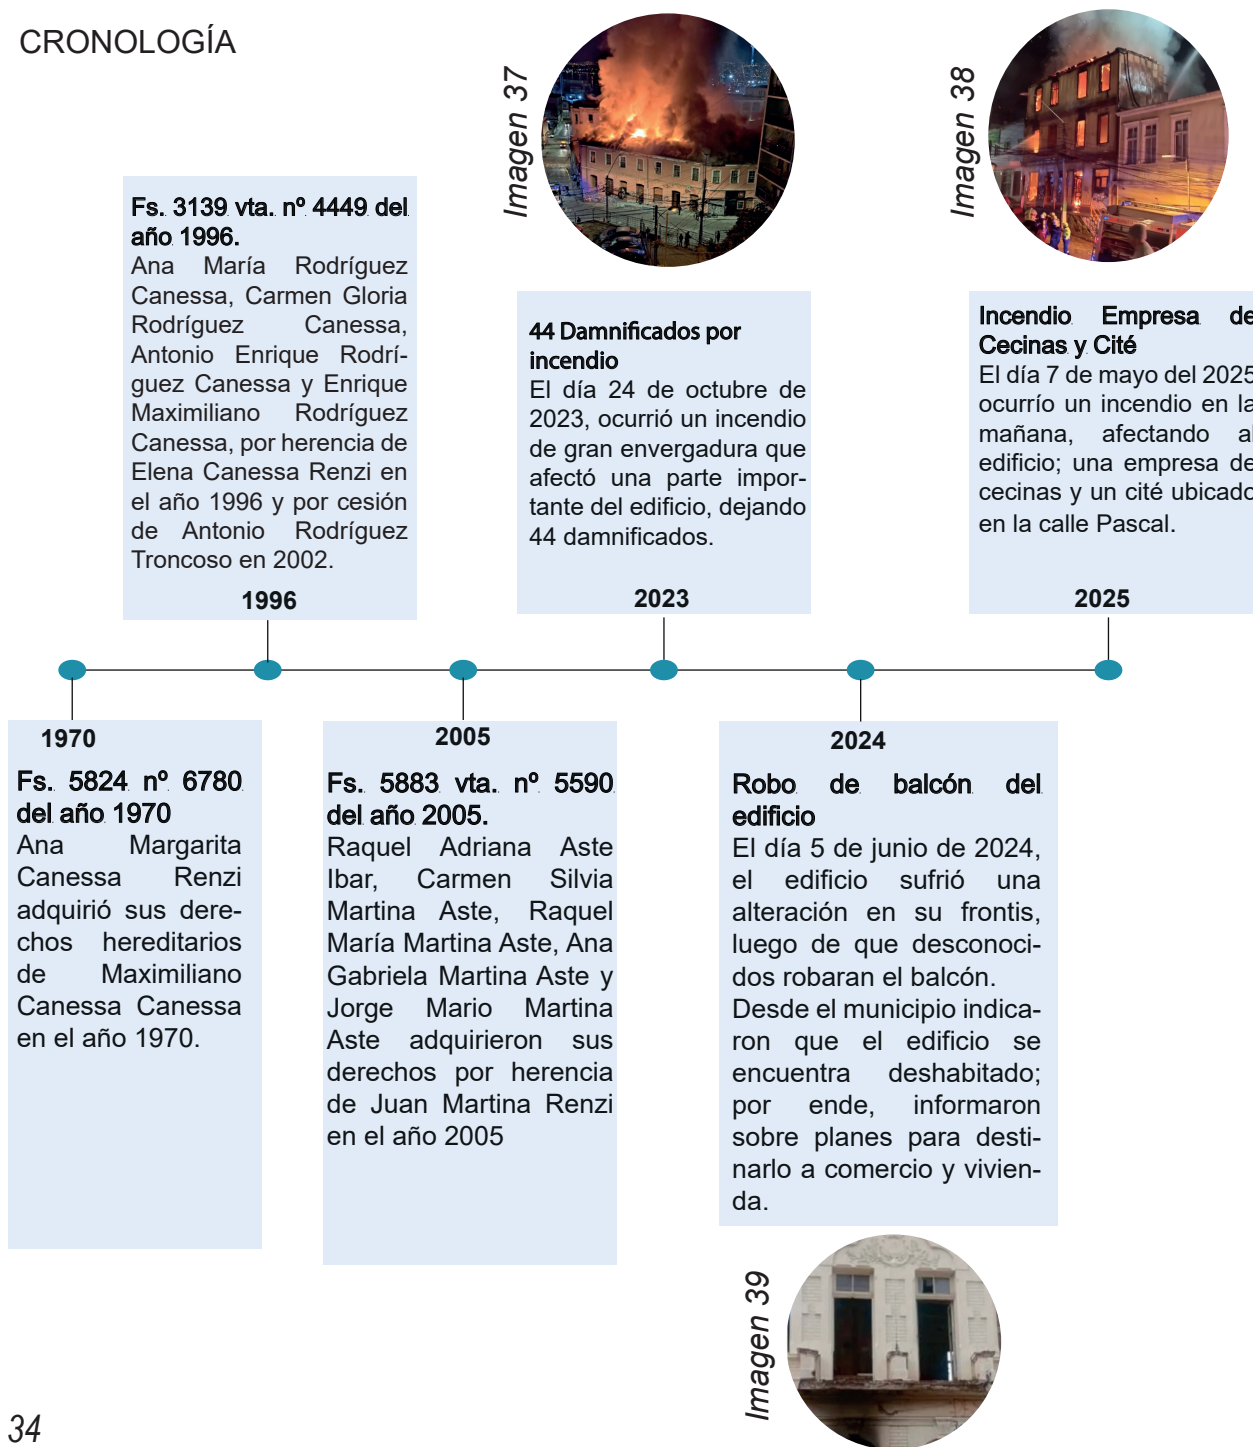 CRONOLOGÍA
Imagen 37
Imagen 38
Fs. 3139 vta. nº 4449 del
año 1996.
Ana María Rodríguez
Canessa, Carmen Gloria
Rodríguez Canessa,
Antonio Enrique Rodrí-
guez Canessa y Enrique
Maximiliano Rodríguez
Canessa, por herencia de
Elena Canessa Renzi en
el año 1996 y por cesión
de Antonio Rodríguez
Troncoso en 2002.
1996
44 Damnificados por
incendio
El día 24 de octubre de
2023, ocurrió un incendio
de gran envergadura que
afectó una parte impor-
tante del edificio, dejando
44 damnificados.
2023
Incendio Empresa de
Cecinas y Cité
El día 7 de mayo del 2025
ocurrío un incendio en la
mañana, afectando al
edificio; una empresa de
cecinas y un cité ubicado
en la calle Pascal.
2025
1970
Fs. 5824 nº 6780
del año 1970
Ana Margarita
Canessa Renzi
adquirió sus dere-
chos hereditarios
de Maximiliano
Canessa Canessa
en el año 1970.
2005
Fs. 5883 vta. nº 5590
del año 2005.
Raquel Adriana Aste
Ibar, Carmen Silvia
Martina Aste, Raquel
María Martina Aste, Ana
Gabriela Martina Aste y
Jorge Mario Martina
Aste adquirieron sus
derechos por herencia
de Juan Martina Renzi
en el año 2005
2024
Robo de balcón del
edificio
El día 5 de junio de 2024,
el edificio sufrió una
alteración en su frontis,
luego de que desconoci-
dos robaran el balcón.
Desde el municipio indica-
ron que el edificio se
encuentra deshabitado;
por ende, informaron
sobre planes para desti-
narlo a comercio y vivien-
da.
Imagen 39
34